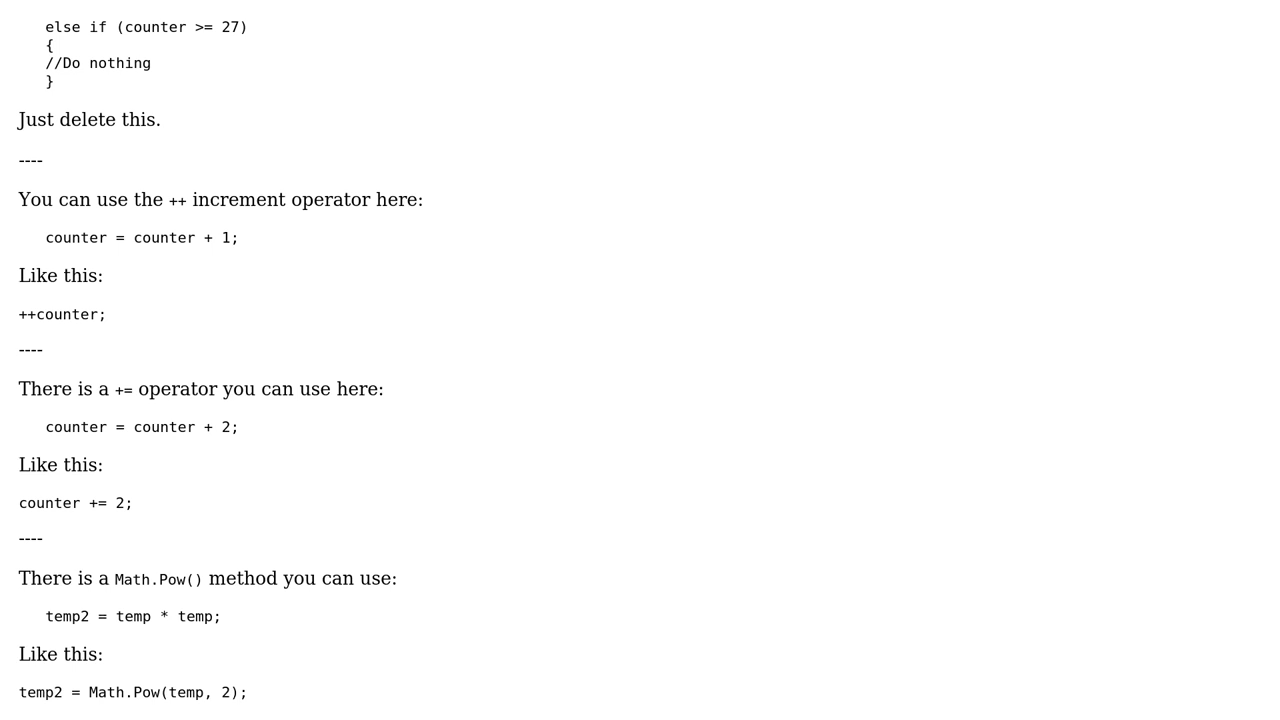 else if (counter >= 27)
{
//Do nothing
}
Just delete this.
----
You can use the ++ increment operator here:
counter = counter + 1;
Like this:
++counter;
----
There is a += operator you can use here:
counter = counter + 2;
Like this:
counter += 2;
----
There is a Math.Pow() method you can use:
temp2 = temp * temp;
Like this:
temp2 = Math.Pow(temp, 2);